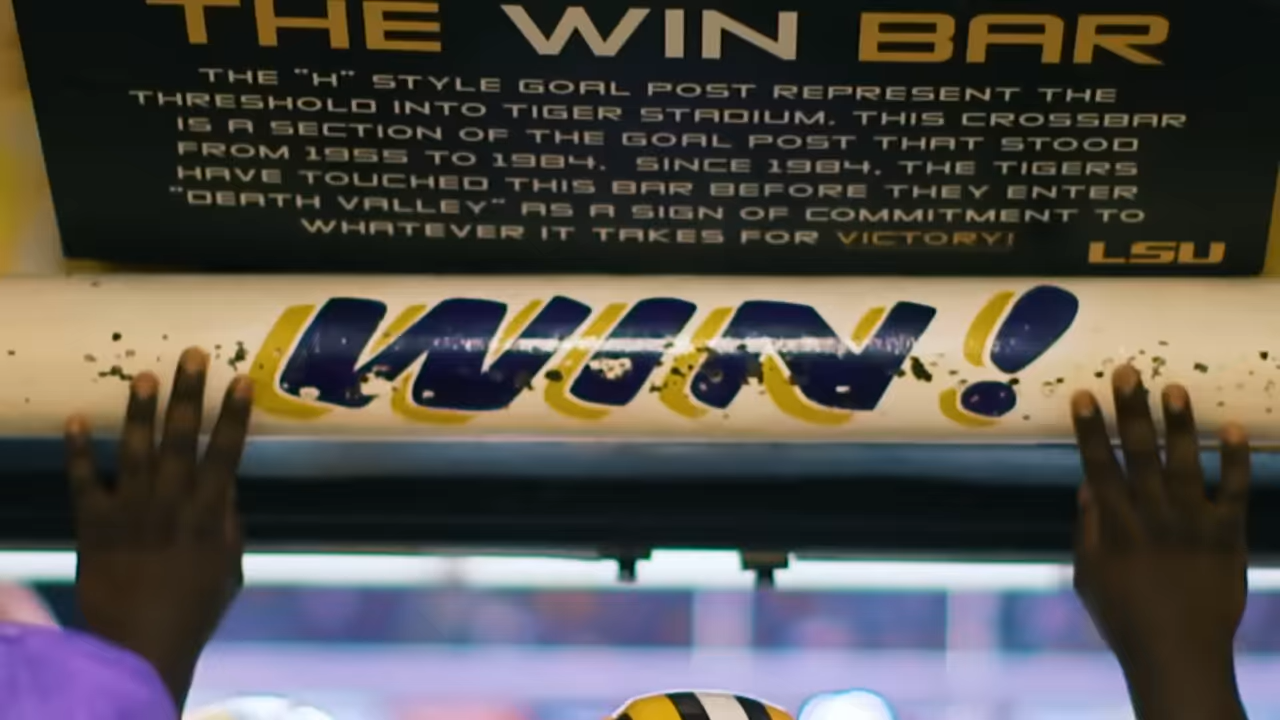 THE WIN BAR
THE "H" STYLE GOAL POST REPRESENT THE
THRESHOLD INTO TIGER STADIUM. THIS CROSSBAR
IS A SECTION OF THE GOAL POST THAT STOOD
FROM 1955 TO 1984. SINCE 1984, THE TIGERS
HAVE TOUCHED THIS BAR BEFORE THEY ENTER
"DEATH VALLEY" AS A SIGN OF COMMITMENT TO
WHATEVER IT TAKES FOR VICTORY!
LSU
WIN!